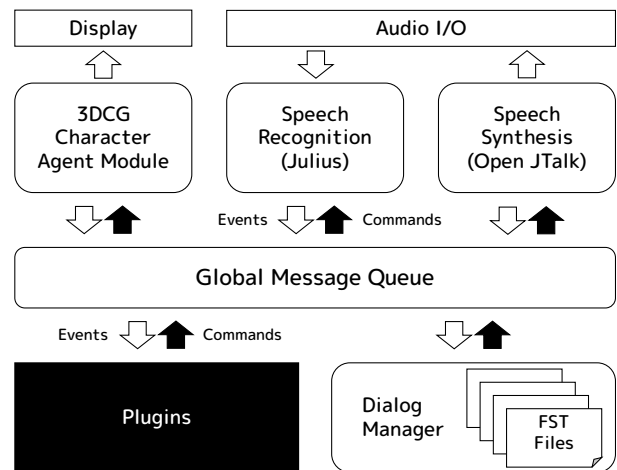 Display
Audio I/O
3DCG
Character
Agent Module
Speech
Recognition
(Julius)
Speech
Synthesis
(Open JTalk)
Events
Commands
Global Message Queue
Events
Commands
Plugins
Dialog
Manager
FST
Files